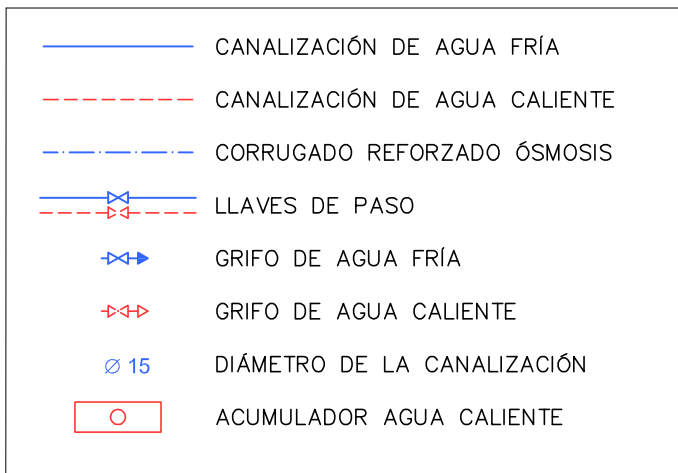 CANALIZACIÓN DE AGUA FRÍA
CANALIZACIÓN DE AGUA CALIENTE
CORRUGADO REFORZADO ÓSMOSIS
LLAVES DE PASO
GRIFO DE AGUA FRÍA
GRIFO DE AGUA CALIENTE
∅ 15 DIÁMETRO DE LA CANALIZACIÓN
ACUMULADOR AGUA CALIENTE